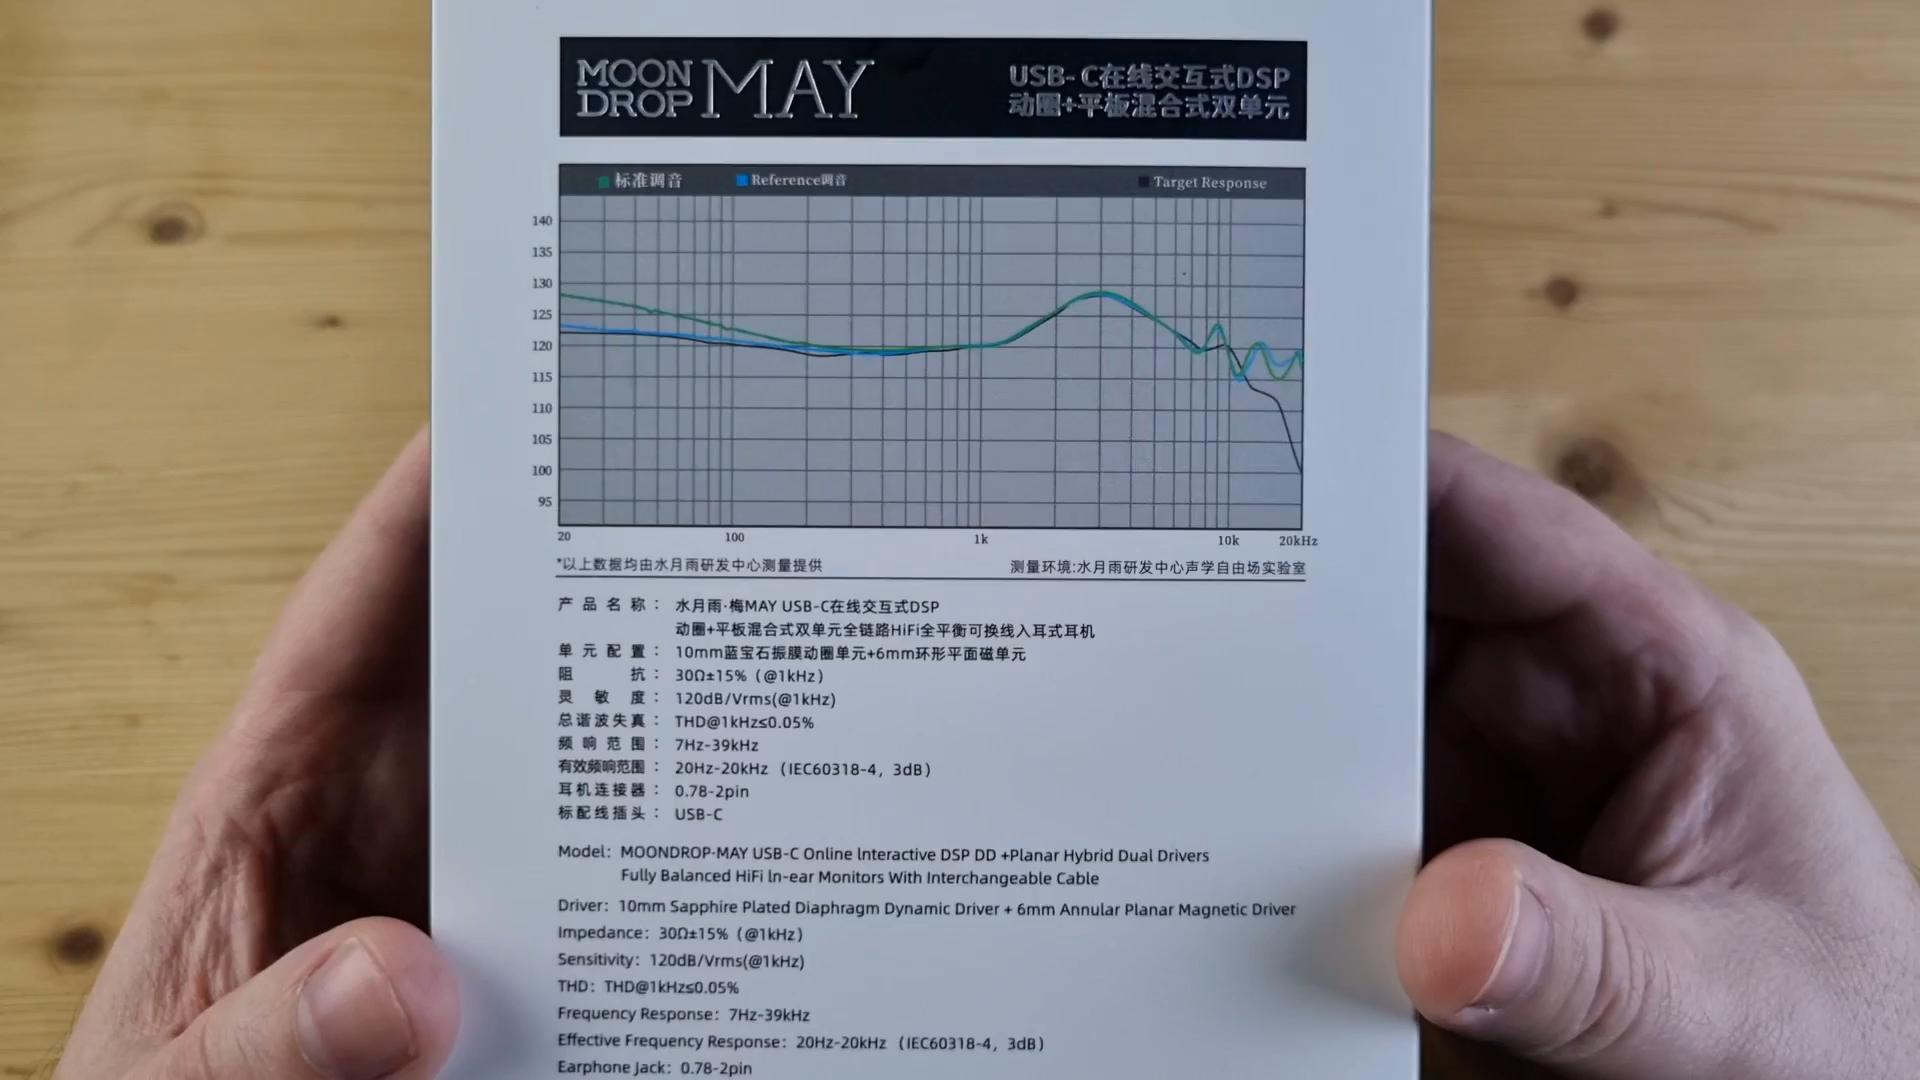 MOON
DROP MAY
USB-C在线交互式DSP
动圈+平板混合式双单元
标准调音 Reference调音 Target Response
140
135
130
125
120
115
110
105
100
95
20 100 1k 10k 20kHz
*以上数据均由水月雨研发中心测量提供 测量环境:水月雨研发中心声学自由场实验室
产品名称： 水月雨·梅MAY USB-C在线交互式DSP
动圈+平板混合式双单元全链路HiFi全平衡可换线入耳式耳机
单元配置： 10mm蓝宝石振膜动圈单元+6mm环形平面磁单元
阻抗： 30Ω±15%（@1kHz）
灵敏度： 120dB/Vrms(@1kHz)
总谐波失真： THD@1kHz≤0.05%
频响范围： 7Hz-39kHz
有效频响范围： 20Hz-20kHz（IEC60318-4，3dB）
耳机连接器： 0.78-2pin
标配线插头： USB-C
Model：MOONDROP-MAY USB-C Online lnteractive DSP DD +Planar Hybrid Dual Drivers
Fully Balanced HiFi ln-ear Monitors With Interchangeable Cable
Driver：10mm Sapphire Plated Diaphragm Dynamic Driver + 6mm Annular Planar Magnetic Driver
Impedance：30Ω±15%（@1kHz）
Sensitivity：120dB/Vrms(@1kHz)
THD：THD@1kHz≤0.05%
Frequency Response：7Hz-39kHz
Effective Frequency Response：20Hz-20kHz（IEC60318-4，3dB）
Earphone Jack：0.78-2pin